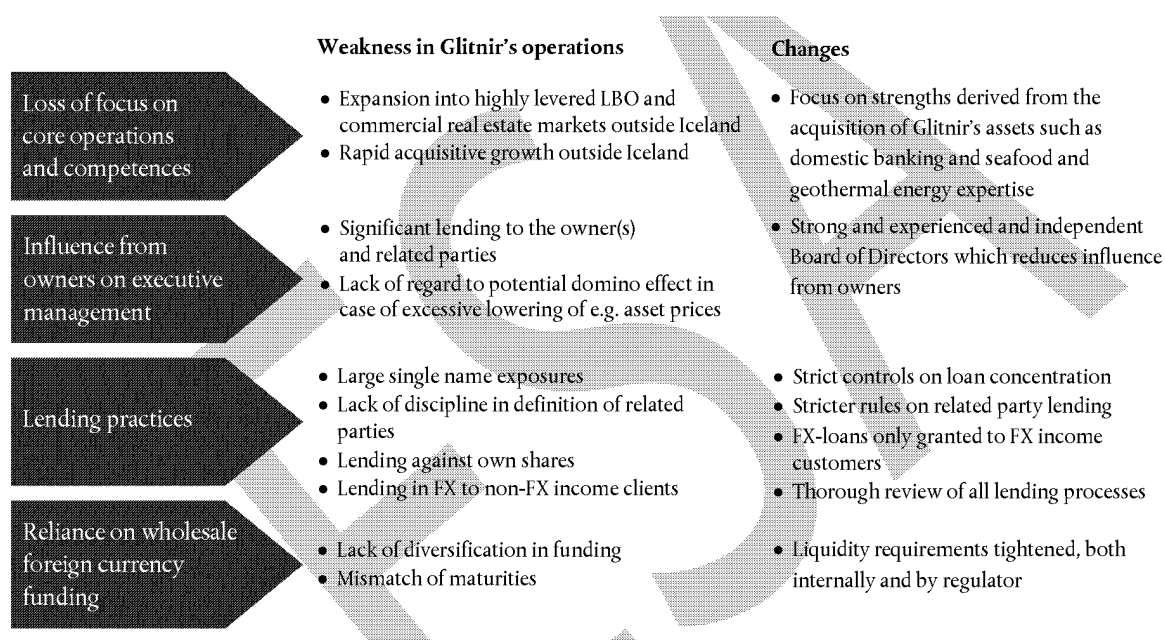 Weakness in Glitnir's operations
Changes
Loss of focus on
core operations
and competences
• Expansion into highly levered LBO and
commercial real estate markets outside Iceland
• Rapid acquisitive growth outside Iceland
• Focus on strengths derived from the
acquisition of Glitnir's assets such as
domestic banking and seafood and
geothermal energy expertise
Influence from
owners on executive
management
• Significant lending to the owner(s)
and related parties
• Lack of regard to potential domino effect in
case of excessive lowering of e.g. asset prices
• Strong and experienced and independent
Board of Directors which reduces influence
from owners
Lending practices
• Large single name exposures
• Lack of discipline in definition of related
parties
• Lending against own shares
• Lending in FX to non-FX income clients
• Strict controls on loan concentration
• Stricter rules on related party lending
• FX-loans only granted to FX income
customers
• Thorough review of all lending processes
Reliance on wholesale
foreign currency
funding
• Lack of diversification in funding
• Mismatch of maturities
• Liquidity requirements tightened, both
internally and by regulator
ESA